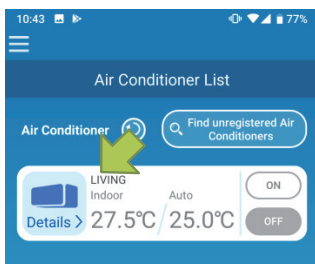 10:43 77%
Air Conditioner List
Air Conditioner
Find unregistered Air
Conditioners
LIVING
Indoor Auto
Details > 27.5℃ 25.0℃
ON
OFF